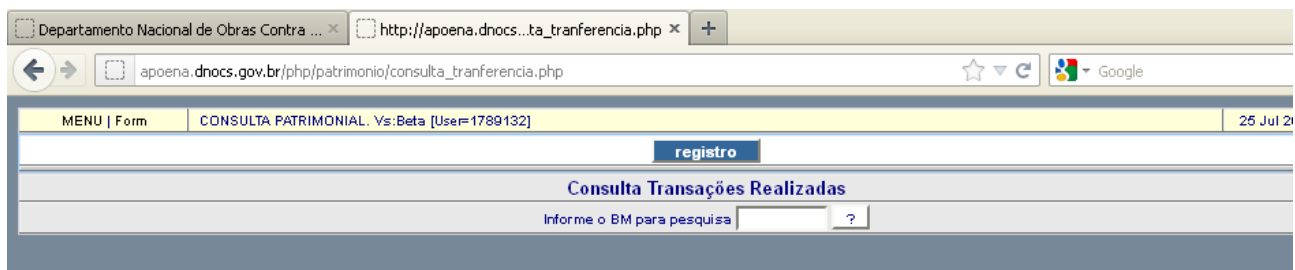 Departamento Nacional de Obras Contra ... × http://apoena.dnocs...ta_tranferencia.php × +
apoena.dnocs.gov.br/php/patrimonio/consulta_tranferencia.php Google
MENU | Form CONSULTA PATRIMONIAL. Vs:Beta [User=1789132] 25 Jul 2
registro
Consulta Transações Realizadas
Informe o BM para pesquisa ?